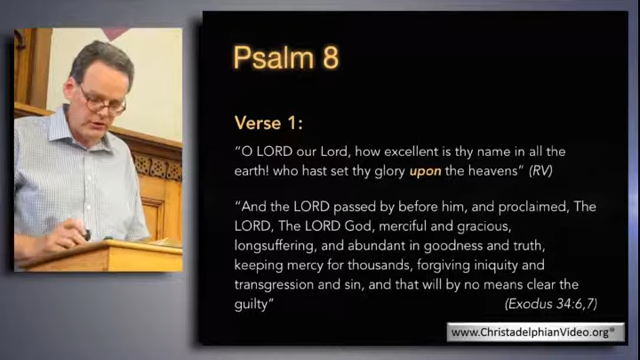 Psalm 8
Verse 1:
“O LORD our Lord, how excellent is thy name in all the
earth! who hast set thy glory upon the heavens” (RV)
“And the LORD passed by before him, and proclaimed, The
LORD, The LORD God, merciful and gracious,
longsuffering, and abundant in goodness and truth,
keeping mercy for thousands, forgiving iniquity and
transgression and sin, and that will by no means clear the
guilty” (Exodus 34:6,7)
www.ChristadelphianVideo.org®